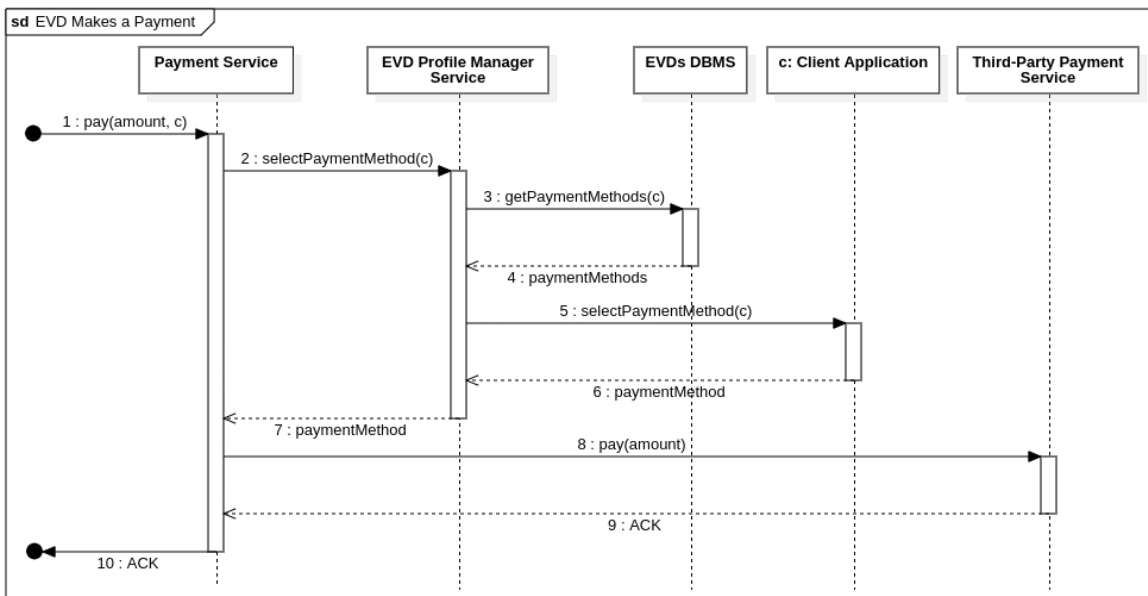 sd EVD Makes a Payment
Payment Service
EVD Profile Manager
Service
EVDs DBMS
c: Client Application
Third-Party Payment
Service
1 : pay(amount, c)
2 : selectPaymentMethod(c)
3 : getPaymentMethods(c)
4 : paymentMethods
5 : selectPaymentMethod(c)
6 : paymentMethod
7 : paymentMethod
8 : pay(amount)
9 : ACK
10 : ACK